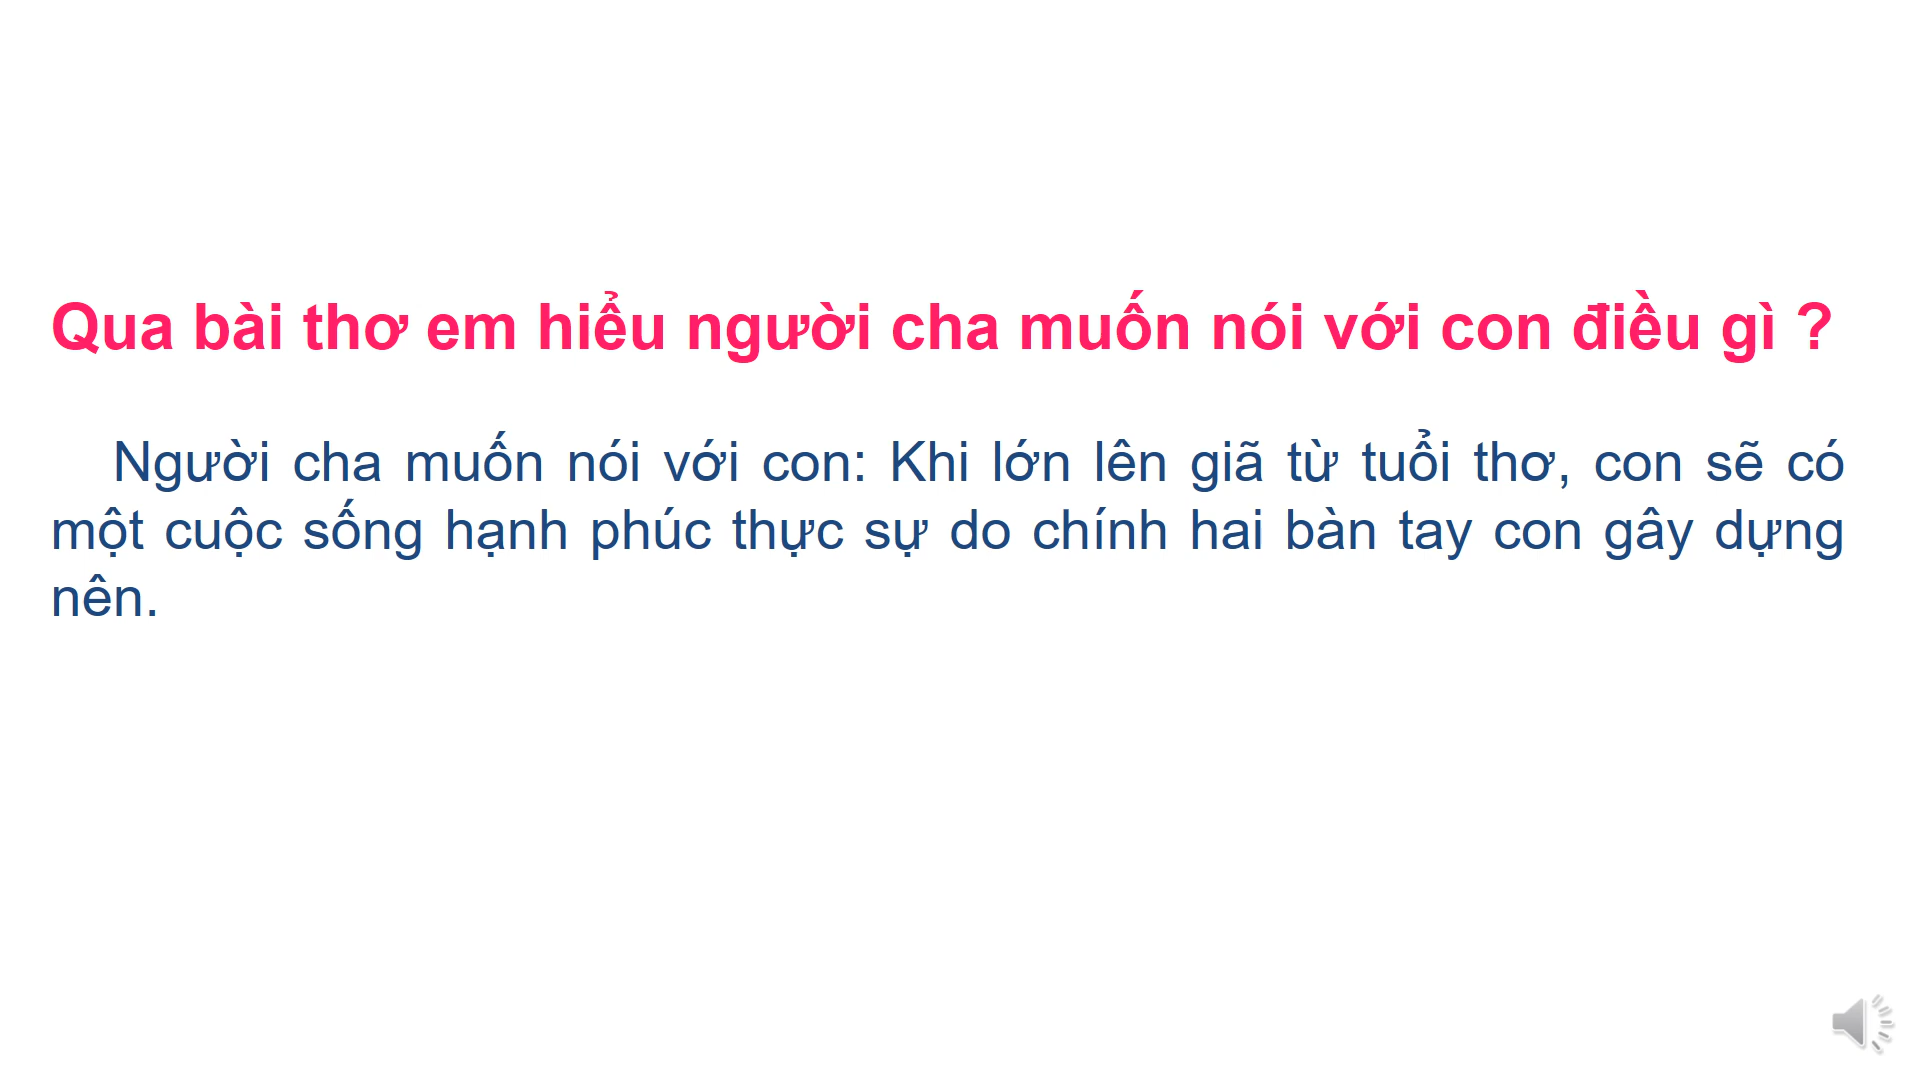 Qua bài thơ em hiểu người cha muốn nói với con điều gì ?
Người cha muốn nói với con: Khi lớn lên giã từ tuổi thơ, con sẽ có
một cuộc sống hạnh phúc thực sự do chính hai bàn tay con gây dựng
nên.